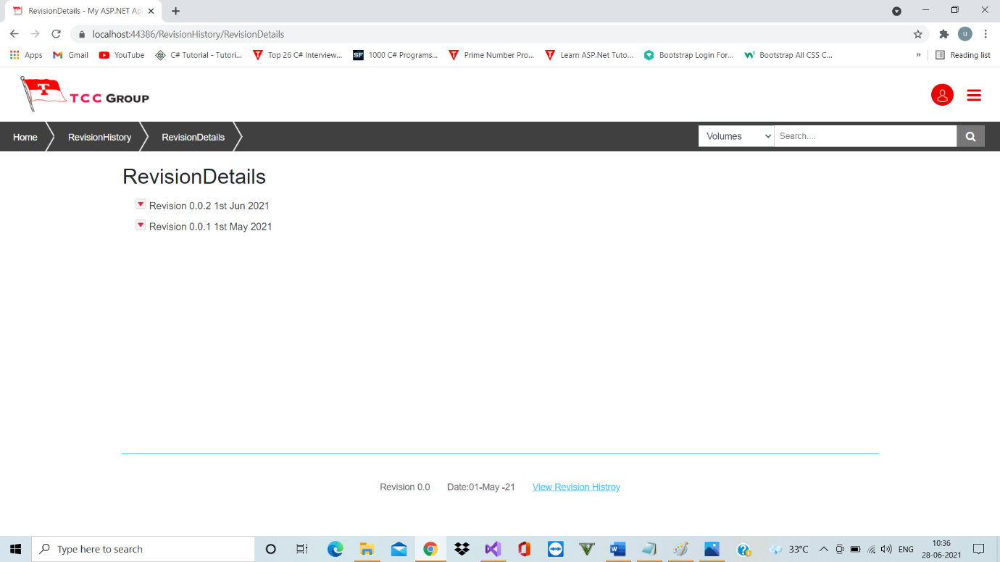 RevisionDetails - My ASP.NET Ap
localhost:44386/RevisionHistory/RevisionDetails
Apps Gmail YouTube C# Tutorial - Tutori... Top 26 C# Interview... SF 1000 C# Programs... Prime Number Pro... Learn ASP.Net Tuto... Bootstrap Login For... Bootstrap All CSS C... » Reading list
T TCC GROUP
Home RevisionHistory RevisionDetails Volumes Search....
RevisionDetails
Revision 0.0.2 1st Jun 2021
Revision 0.0.1 1st May 2021
Revision 0.0 Date:01-May -21 View Revision Histroy
Type here to search 33°C ENG 10:36
28-06-2021